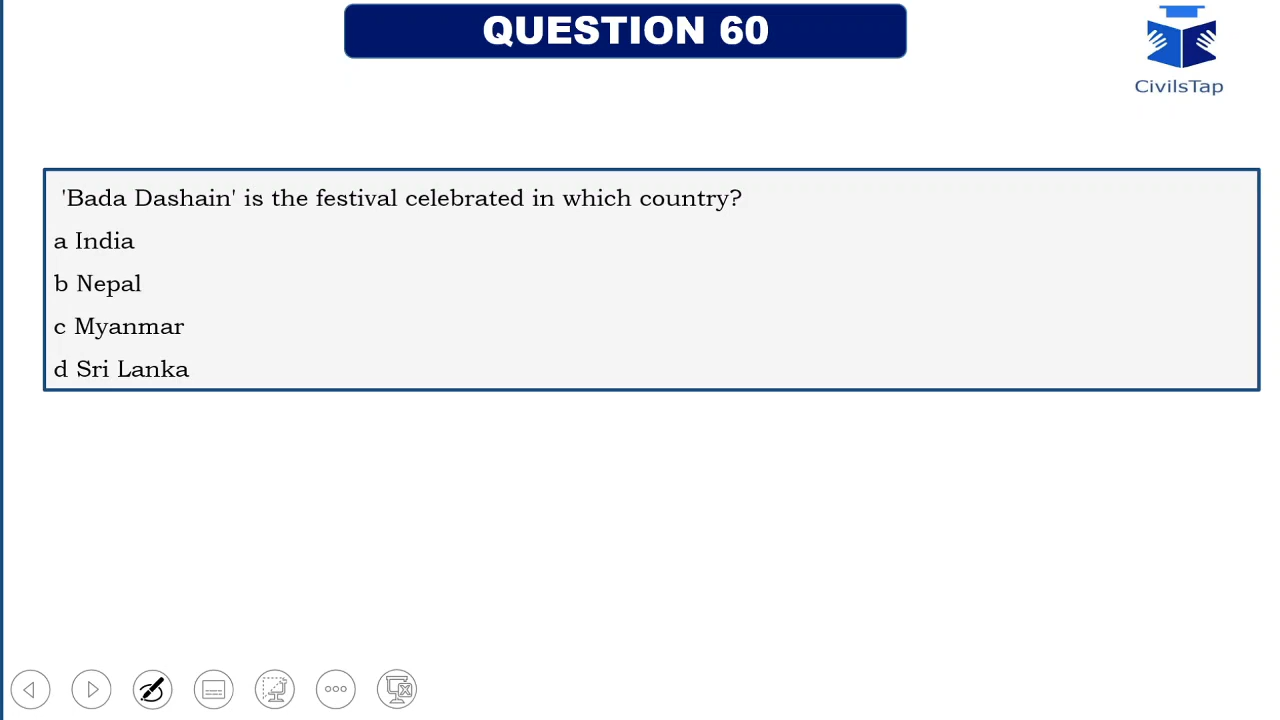 QUESTION 60
CivilsTap
'Bada Dashain' is the festival celebrated in which country?
a India
b Nepal
c Myanmar
d Sri Lanka